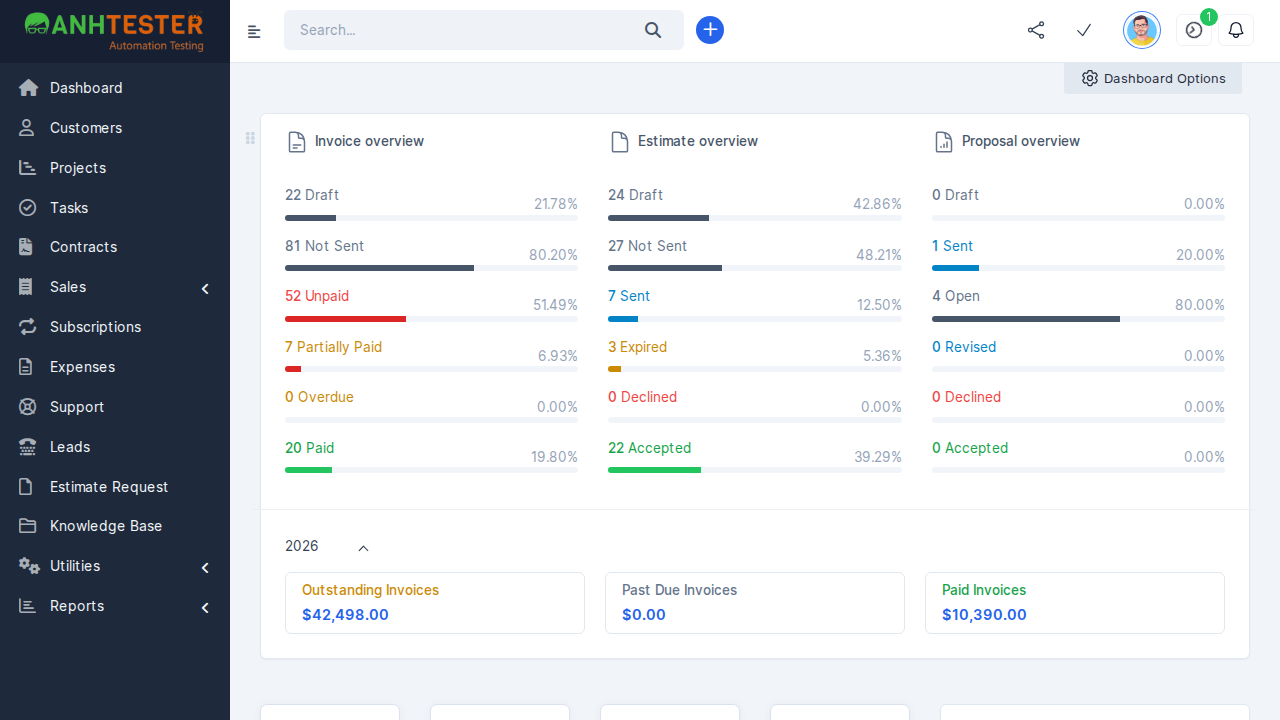 ANHTESTER
Automation Testing
Search...
1
Dashboard
Customers
Projects
Tasks
Contracts
Sales
Subscriptions
Expenses
Support
Leads
Estimate Request
Knowledge Base
Utilities
Reports
Dashboard Options
Invoice overview
22 Draft
21.78%
81 Not Sent
80.20%
52 Unpaid
51.49%
7 Partially Paid
6.93%
0 Overdue
0.00%
20 Paid
19.80%
Estimate overview
24 Draft
42.86%
27 Not Sent
48.21%
7 Sent
12.50%
3 Expired
5.36%
0 Declined
0.00%
22 Accepted
39.29%
Proposal overview
0 Draft
0.00%
1 Sent
20.00%
4 Open
80.00%
0 Revised
0.00%
0 Declined
0.00%
0 Accepted
0.00%
2026
Outstanding Invoices
$42,498.00
Past Due Invoices
$0.00
Paid Invoices
$10,390.00